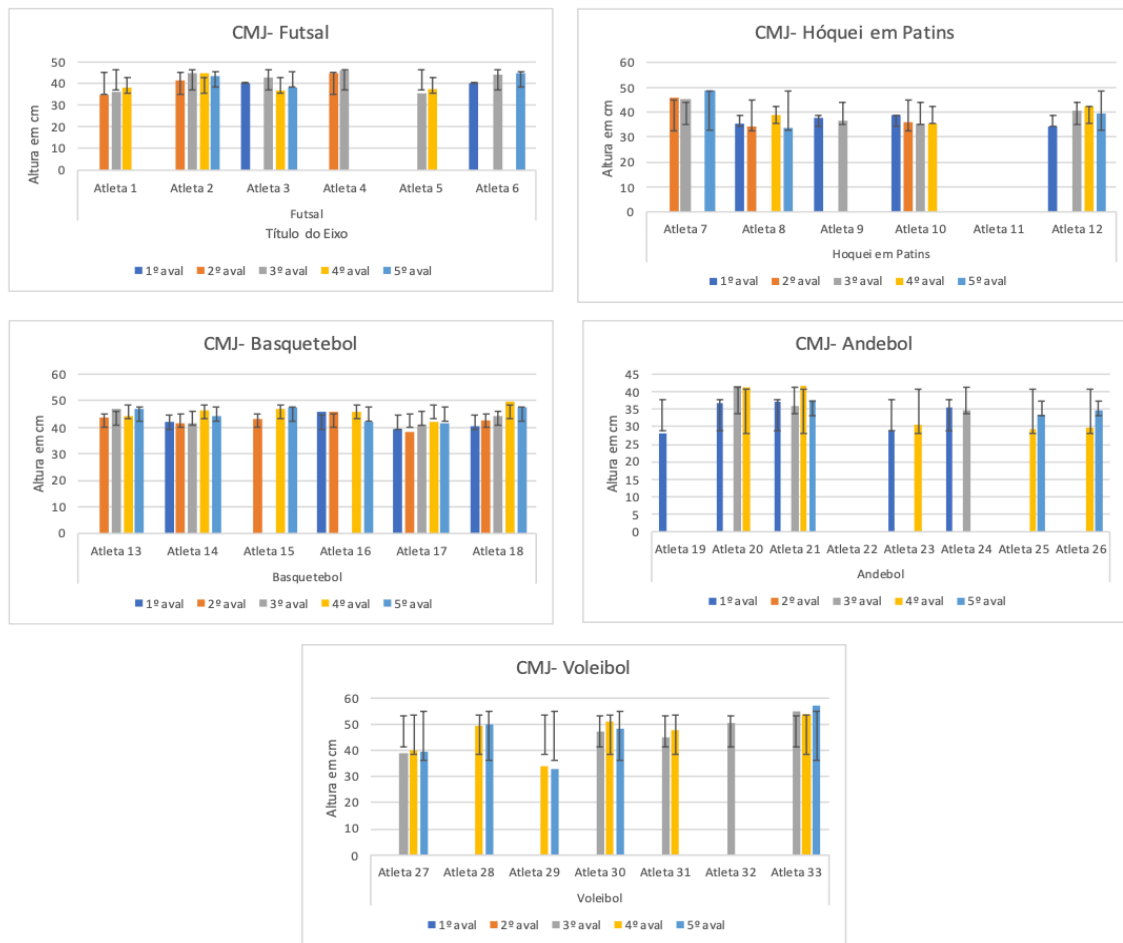 CMJ- Futsal
Altura em cm
50
40
30
20
10
0
Atleta 1 Atleta 2 Atleta 3 Atleta 4 Atleta 5 Atleta 6
Futsal
Título do Eixo
1º aval 2º aval 3º aval 4º aval 5º aval
CMJ- Hóquei em Patins
Altura em cm
60
50
40
30
20
10
0
Atleta 7 Atleta 8 Atleta 9 Atleta 10 Atleta 11 Atleta 12
Hoquei em Patins
1º aval 2º aval 3º aval 4º aval 5º aval
CMJ- Basquetebol
Altura em cm
60
50
40
30
20
10
0
Atleta 13 Atleta 14 Atleta 15 Atleta 16 Atleta 17 Atleta 18
Basquetebol
1º aval 2º aval 3º aval 4º aval 5º aval
CMJ- Andebol
Altura em cm
45
40
35
30
25
20
15
10
5
0
Atleta 19 Atleta 20 Atleta 21 Atleta 22 Atleta 23 Atleta 24 Atleta 25 Atleta 26
Andebol
1º aval 2º aval 3º aval 4º aval 5º aval
CMJ- Voleibol
Altura em cm
60
50
40
30
20
10
0
Atleta 27 Atleta 28 Atleta 29 Atleta 30 Atleta 31 Atleta 32 Atleta 33
Voleibol
1º aval 2º aval 3º aval 4º aval 5º aval